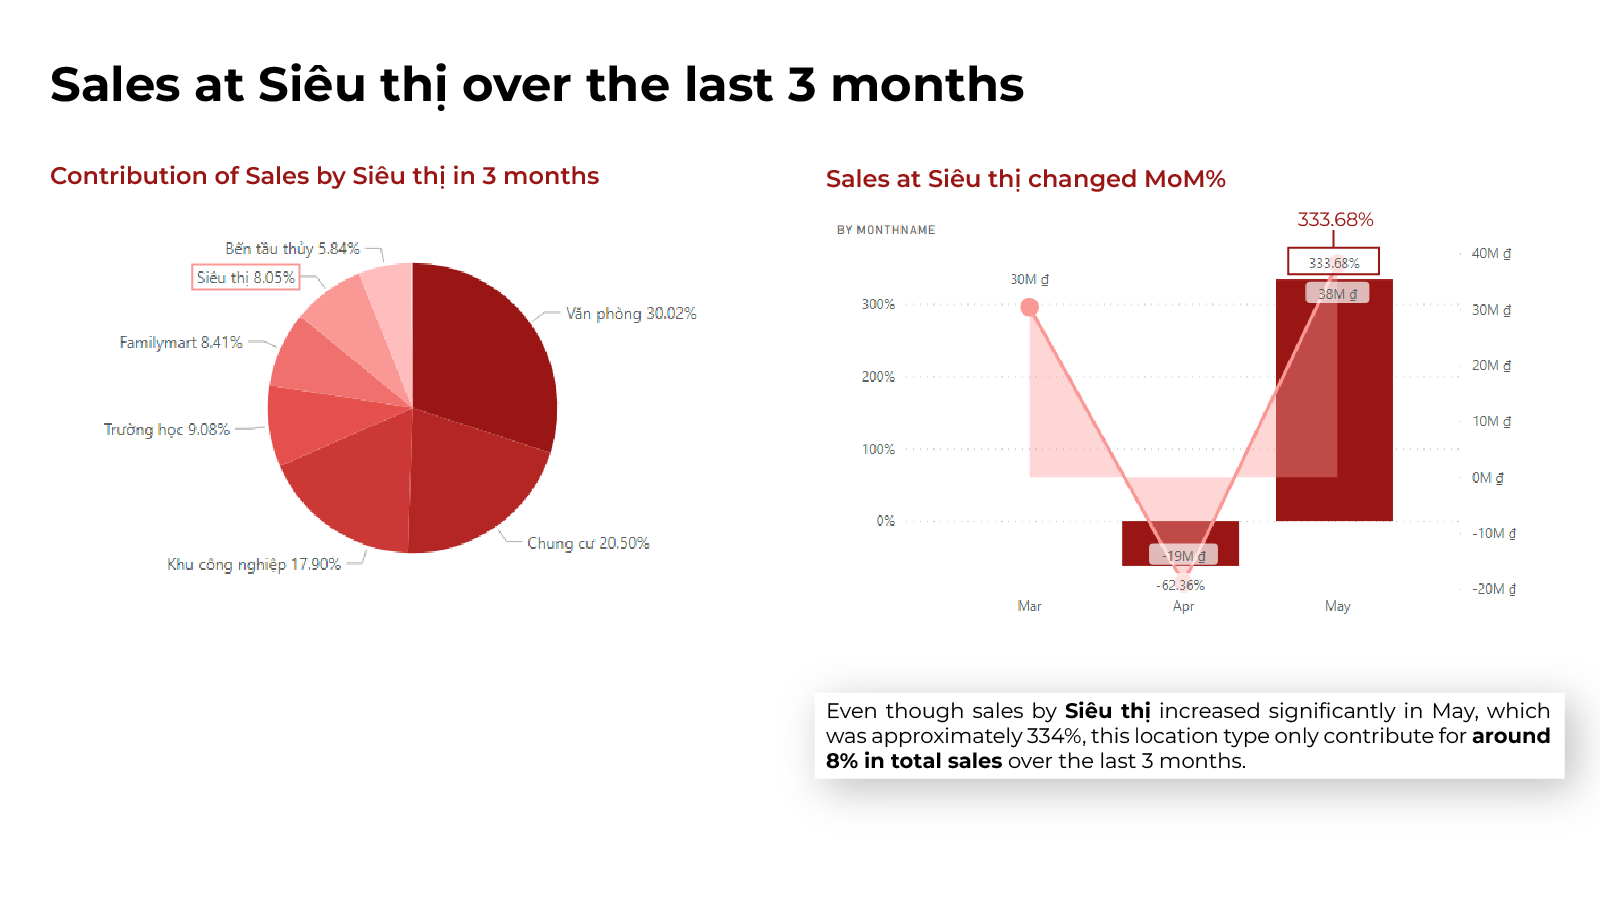 Sales at Siêu thị over the last 3 months
Contribution of Sales by Siêu thị in 3 months
Bến tầu thủy 5.84%
Siêu thị 8.05%
Familymart 8.41%
Trường học 9.08%
Khu công nghiệp 17.90%
Chung cư 20.50%
Văn phòng 30.02%
Sales at Siêu thị changed MoM%
BY MONTHNAME
333.68%
333.68%
30M ₫
38M ₫
-19M ₫
-62.36%
300%
200%
100%
0%
40M ₫
30M ₫
20M ₫
10M ₫
0M ₫
-10M ₫
-20M ₫
Mar
Apr
May
Even though sales by Siêu thị increased significantly in May, which
was approximately 334%, this location type only contribute for around
8% in total sales over the last 3 months.